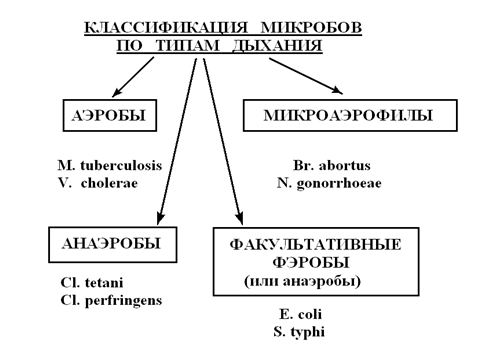 КЛАССИФИКАЦИЯ МИКРОБОВ
ПО ТИПАМ ДЫХАНИЯ
АЭРОБЫ
M. tuberculosis
V. cholerae
МИКРОАЭРОФИЛЫ
Br. abortus
N. gonorrhoeae
АНАЭРОБЫ
Cl. tetani
Cl. perfringens
ФАКУЛЬТАТИВНЫЕ
ФЭРОБЫ
(или анаэробы)
E. coli
S. typhi